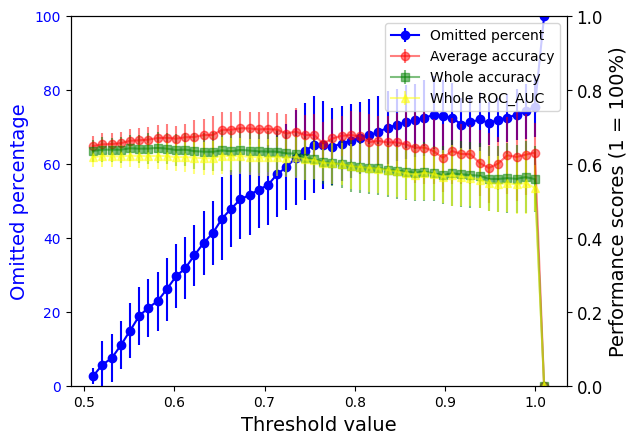 100
80
60
40
20
0
Omitted percentage
0.5
0.6
0.7
0.8
0.9
1.0
Threshold value
1.0
0.8
0.6
0.4
0.2
0.0
Performance scores (1 = 100%)
Omitted percent
Average accuracy
Whole accuracy
Whole ROC_AUC